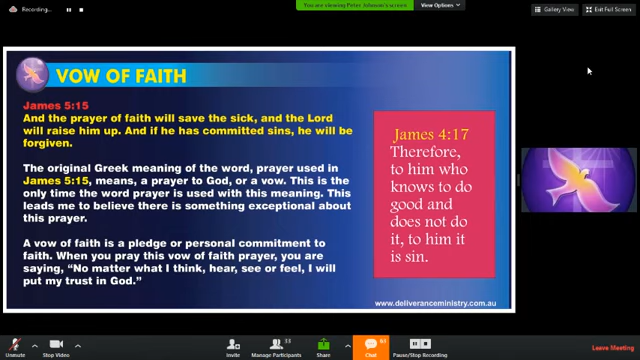 Recording...
You are viewing Peter Johnson's screen
View Options
Gallery View
Exit Full Screen
VOW OF FAITH
James 5:15
And the prayer of faith will save the sick, and the Lord
will raise him up. And if he has committed sins, he will be
forgiven.
The original Greek meaning of the word, prayer used in
James 5:15, means, a prayer to God, or a vow. This is the
only time the word prayer is used with this meaning. This
leads me to believe there is something exceptional about
this prayer.
A vow of faith is a pledge or personal commitment to
faith. When you pray this vow of faith prayer, you are
saying, “No matter what I think, hear, see or feel, I will
put my trust in God.”
James 4:17
Therefore,
to him who
knows to do
good and
does not do
it, to him it
is sin.
www.deliveranceministry.com.au
Unmute
Stop Video
Invite
Manage Participants
Share
Chat
Pause/Stop Recording
Leave Meeting